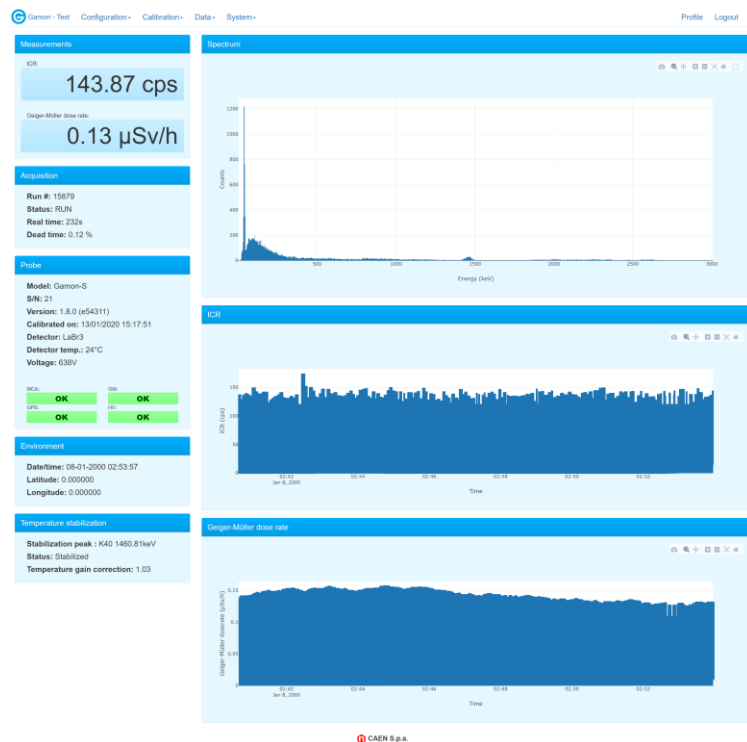 Gamon - Test Configuration Calibration Data System Profile Logout
Measurements
ICR:
143.87 cps
Geiger-Müller dose rate:
0.13 µSv/h
Acquisition
Run #: 15879
Status: RUN
Real time: 232s
Dead time: 0.12 %
Probe
Model: Gamon-S
S/N: 21
Version: 1.8.0 (e54311)
Calibrated on: 13/01/2020 15:17:51
Detector: LaBr3
Detector temp.: 24°C
Voltage: 638V
MCA: GM:
OK OK
GPS: HV:
OK OK
Environment
Date/time: 08-01-2000 02:53:57
Latitude: 0.000000
Longitude: 0.000000
Temperature stabilization
Stabilization peak : K40 1460.81keV
Status: Stabilized
Temperature gain correction: 1.03
Spectrum
1200
1000
800
600
400
200
0
Counts
500 1000 1500 2000 2500 3000
Energy (keV)
ICR
150
100
50
0
ICR (cps)
02:42 02:44 02:46 02:48 02:50 02:52
Jan 8, 2000
Time
Geiger-Müller dose rate
0.15
0.1
0.05
0
Geiger-Müller doserate (µSv/h)
02:42 02:44 02:46 02:48 02:50 02:52
Jan 8, 2000
Time
CAEN S.p.a.